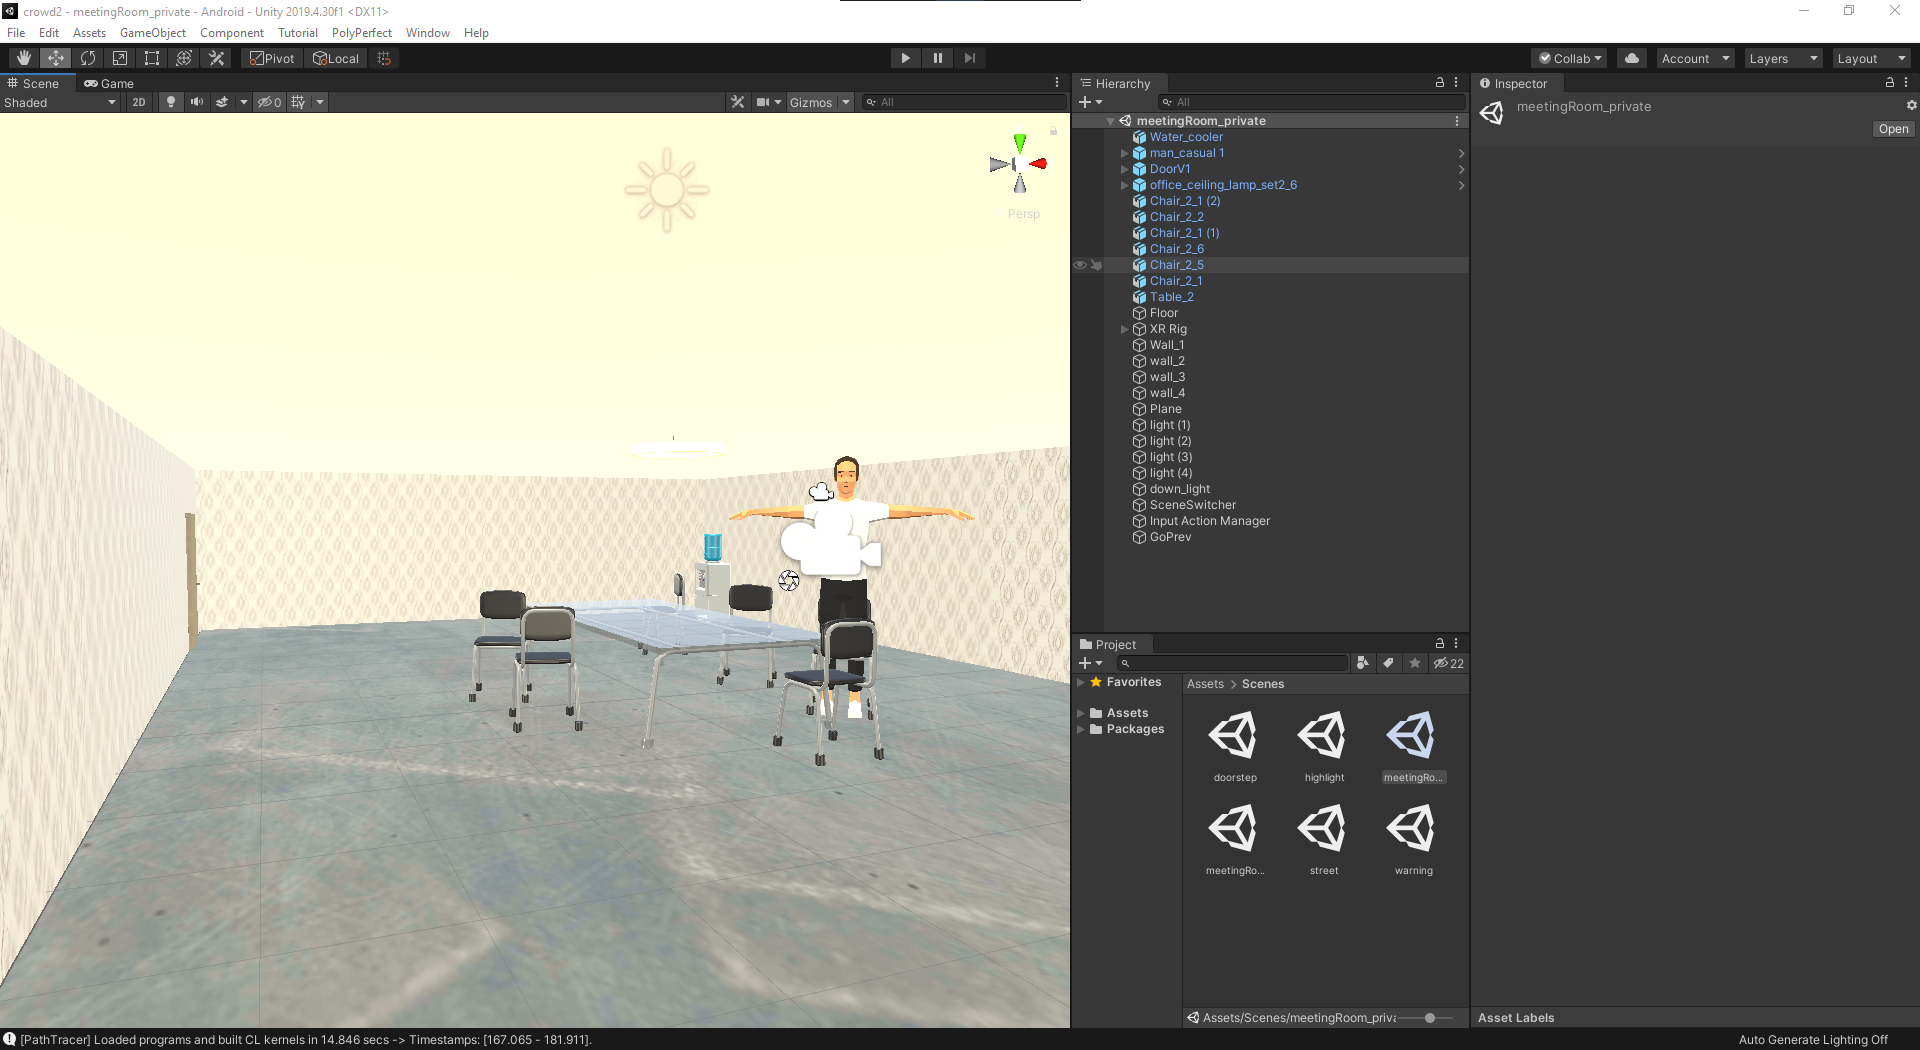 crowd2 - meetingRoom_private - Android - Unity 2019.4.30f1 <DX11>
File Edit Assets GameObject Component Tutorial PolyPerfect Window Help
Pivot Local Collab Account Layers Layout
Scene Game
Shaded 2D 0 Gizmos All
Persp
Hierarchy
All
meetingRoom_private
Water_cooler
man_casual 1
DoorV1
office_ceiling_lamp_set2_6
Chair_2_1 (2)
Chair_2_2
Chair_2_1 (1)
Chair_2_6
Chair_2_5
Chair_2_1
Table_2
Floor
XR Rig
Wall_1
wall_2
wall_3
wall_4
Plane
light (1)
light (2)
light (3)
light (4)
down_light
SceneSwitcher
Input Action Manager
GoPrev
Project
22
Favorites
Assets
Packages
Assets > Scenes
doorstep highlight meetingRo...
meetingRo... street warning
Assets/Scenes/meetingRoom_priv
Inspector
meetingRoom_private
Open
Asset Labels
[PathTracer] Loaded programs and built CL kernels in 14.846 secs -> Timestamps: [167.065 - 181.911].
Auto Generate Lighting Off